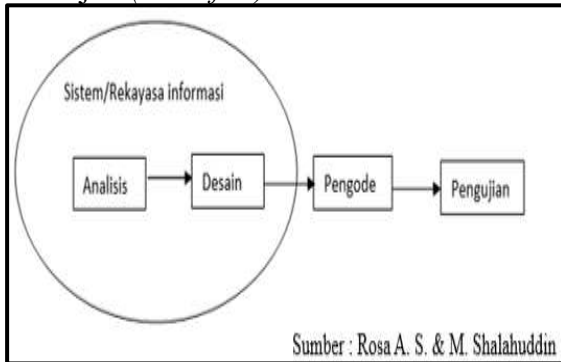 Sistem/Rekayasa informasi
Analisis
Desain
Pengode
Pengujian
Sumber : Rosa A. S. & M. Shalahuddin